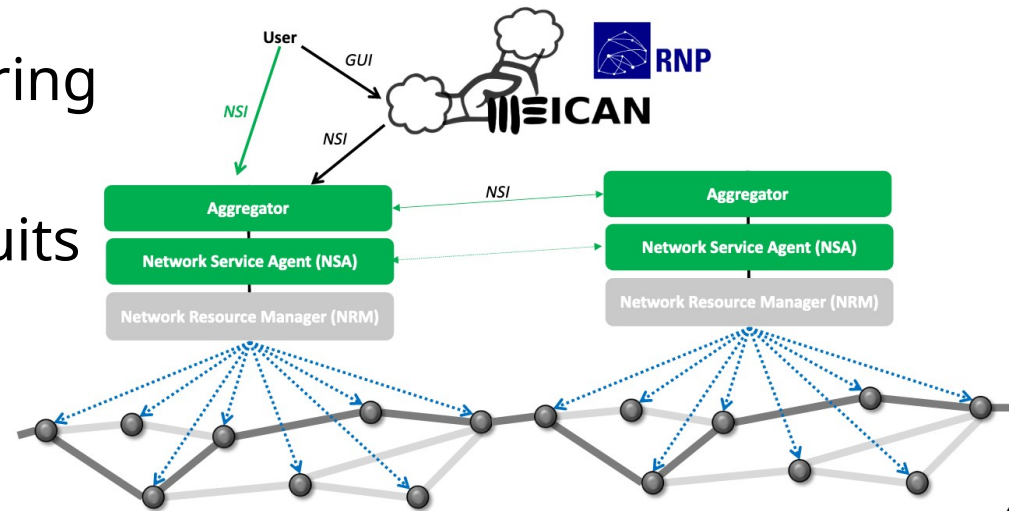 ring
uits
User
GUI
NSI
NSI
MEICAN
RNP
NSI
Aggregator
Network Service Agent (NSA)
Network Resource Manager (NRM)
Aggregator
Network Service Agent (NSA)
Network Resource Manager (NRM)